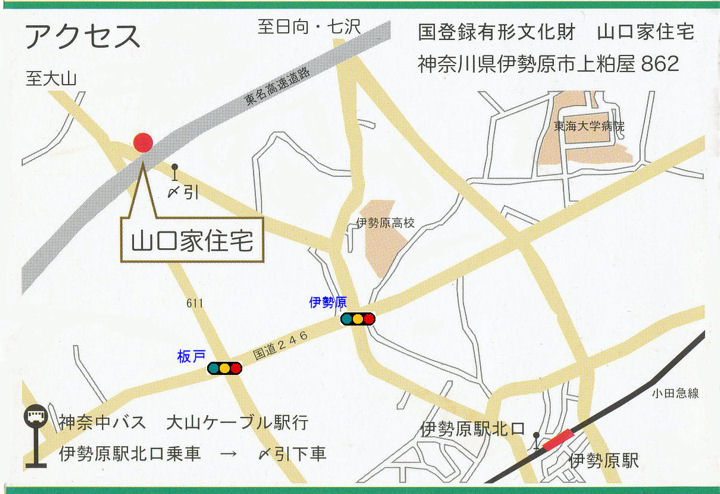 アクセス
至日向・七沢
国登録有形文化財　山口家住宅
神奈川県伊勢原市上粕屋 862
至大山
東名高速道路
東海大学病院
〆引
伊勢原高校
山口家住宅
611
伊勢原
国道２４６
板戸
小田急線
神奈中バス　大山ケーブル駅行
伊勢原駅北口乗車　→　〆引下車
伊勢原駅北口
伊勢原駅